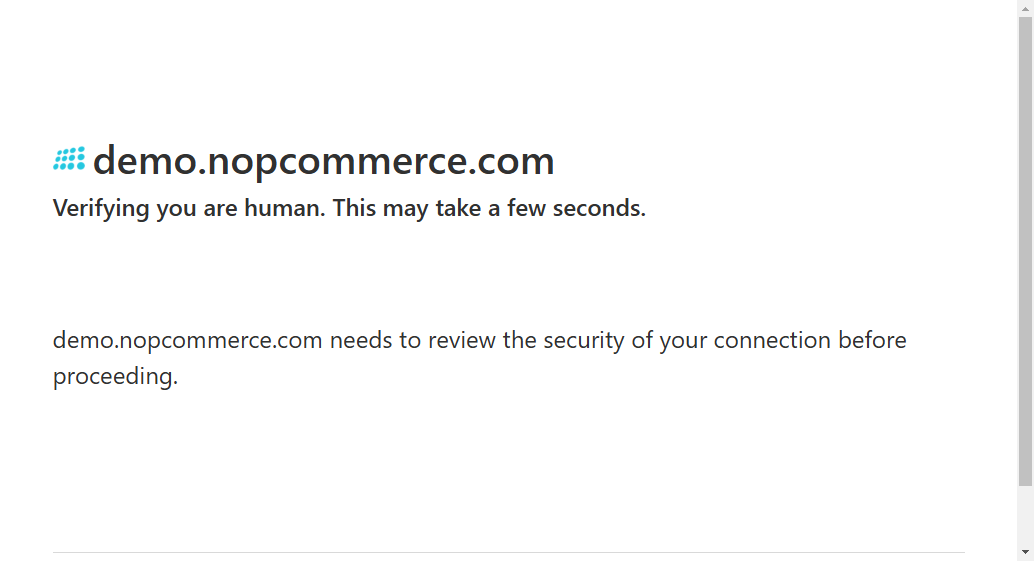 demo.nopcommerce.com
Verifying you are human. This may take a few seconds.
demo.nopcommerce.com needs to review the security of your connection before
proceeding.